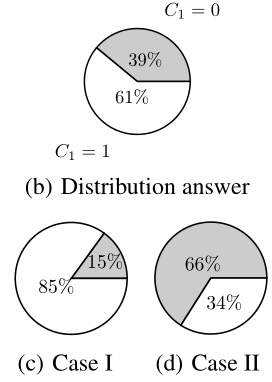 C₁ = 0
39%
61%
C₁ = 1
(b) Distribution answer
15%
85%
66%
34%
(c) Case I (d) Case II